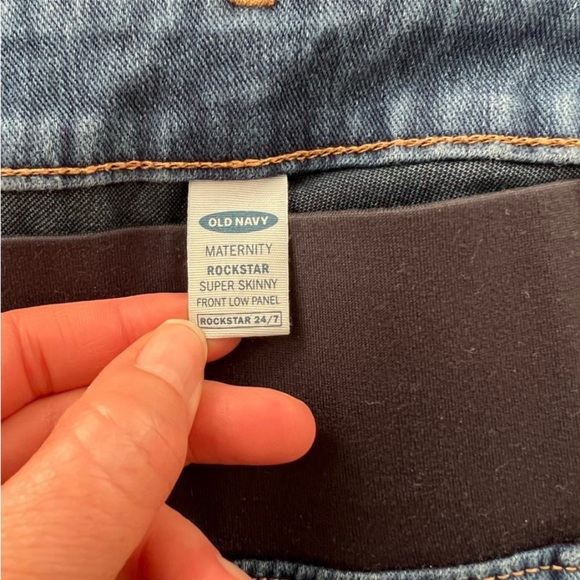 OLD NAVY
MATERNITY
ROCKSTAR
SUPER SKINNY
FRONT LOW PANEL
ROCKSTAR 24/7